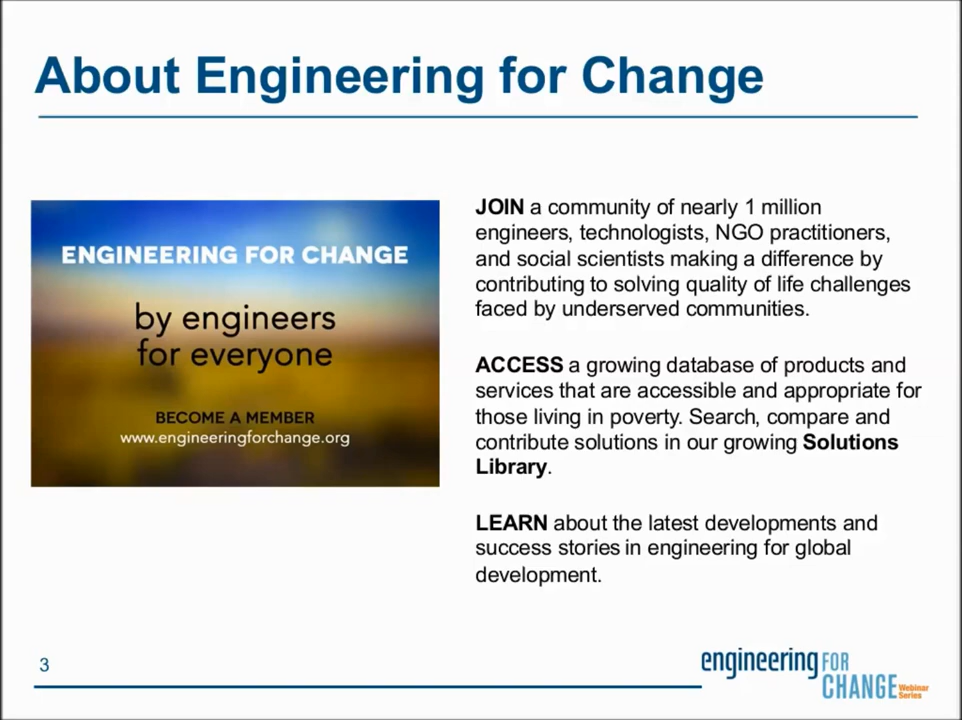 About Engineering for Change
ENGINEERING FOR CHANGE
by engineers
for everyone
BECOME A MEMBER
www.engineeringforchange.org
JOIN a community of nearly 1 million
engineers, technologists, NGO practitioners,
and social scientists making a difference by
contributing to solving quality of life challenges
faced by underserved communities.
ACCESS a growing database of products and
services that are accessible and appropriate for
those living in poverty. Search, compare and
contribute solutions in our growing Solutions
Library.
LEARN about the latest developments and
success stories in engineering for global
development.
3
engineering FOR
CHANGE Webinar
Series